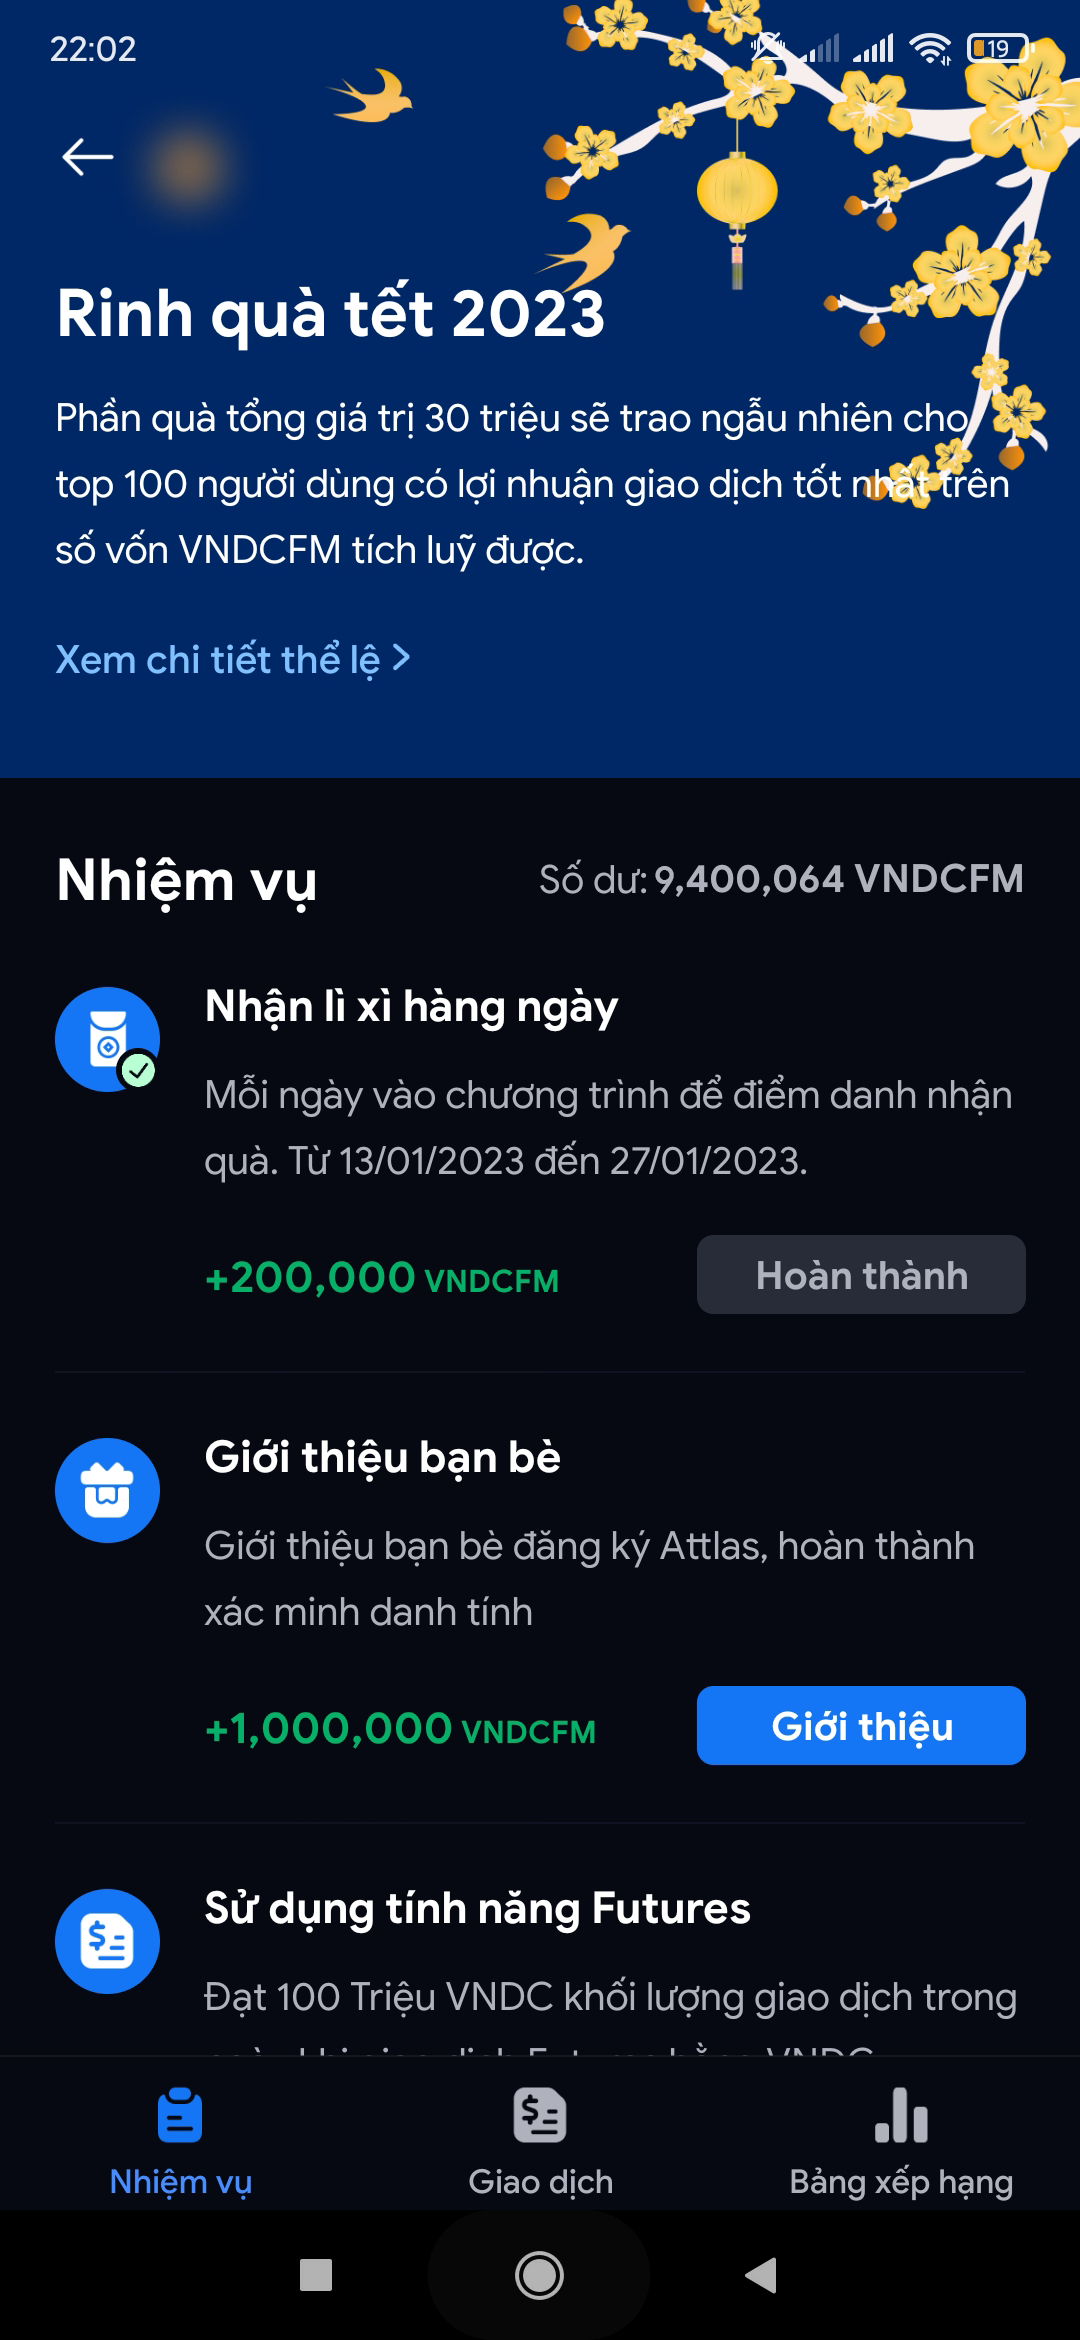 22:02
19
Rinh quà tết 2023
Phần quà tổng giá trị 30 triệu sẽ trao ngẫu nhiên cho
top 100 người dùng có lợi nhuận giao dịch tốt nhất trên
số vốn VNDCFM tích luỹ được.
Xem chi tiết thể lệ
Nhiệm vụ
Số dư: 9,400,064 VNDCFM
Nhận lì xì hàng ngày
Mỗi ngày vào chương trình để điểm danh nhận
quà. Từ 13/01/2023 đến 27/01/2023.
+200,000 VNDCFM
Hoàn thành
Giới thiệu bạn bè
Giới thiệu bạn bè đăng ký Attlas, hoàn thành
xác minh danh tính
+1,000,000 VNDCFM
Giới thiệu
Sử dụng tính năng Futures
Đạt 100 Triệu VNDC khối lượng giao dịch trong
Nhiệm vụ
Giao dịch
Bảng xếp hạng